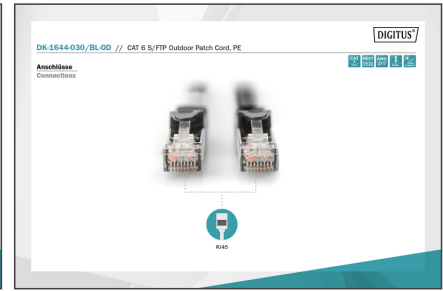 DIGITUS®
DK-1644-030/BL-OD // CAT 6 S/FTP Outdoor Patch Cord, PE
Anschlüsse
Connections
RJ45